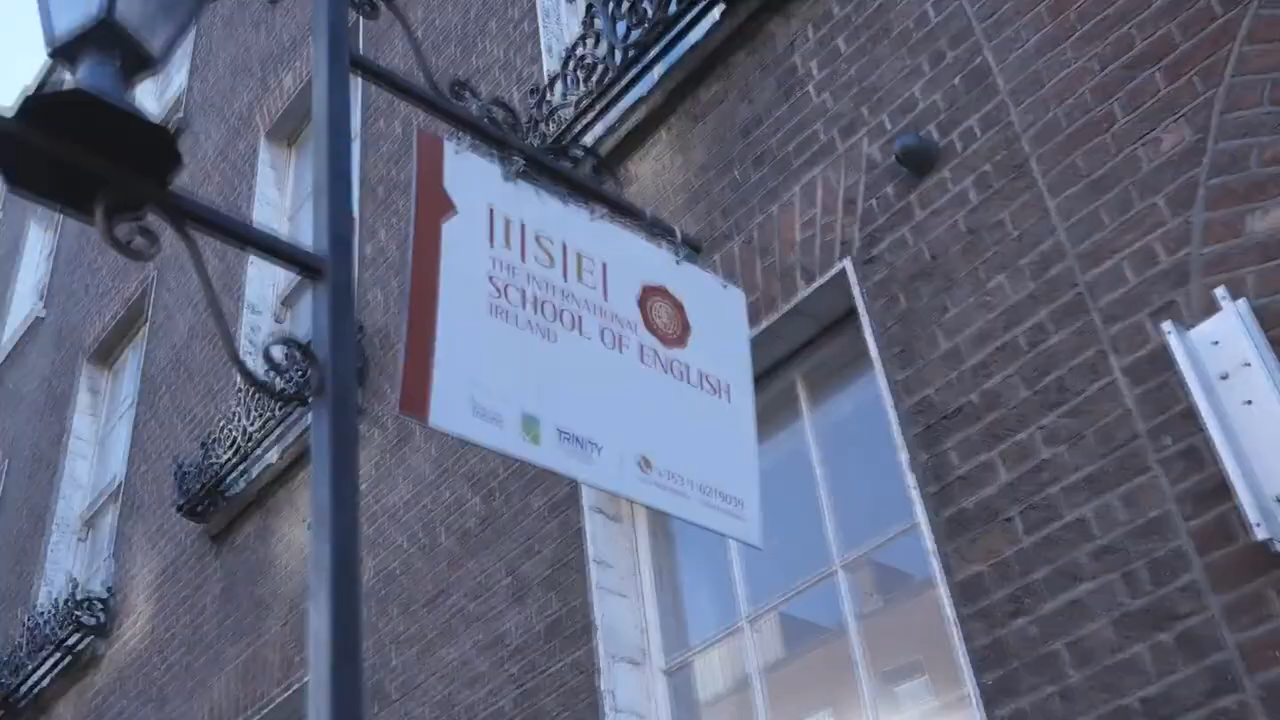 |I|S|E|
THE INTERNATIONAL
SCHOOL OF ENGLISH
IRELAND
TRINITY